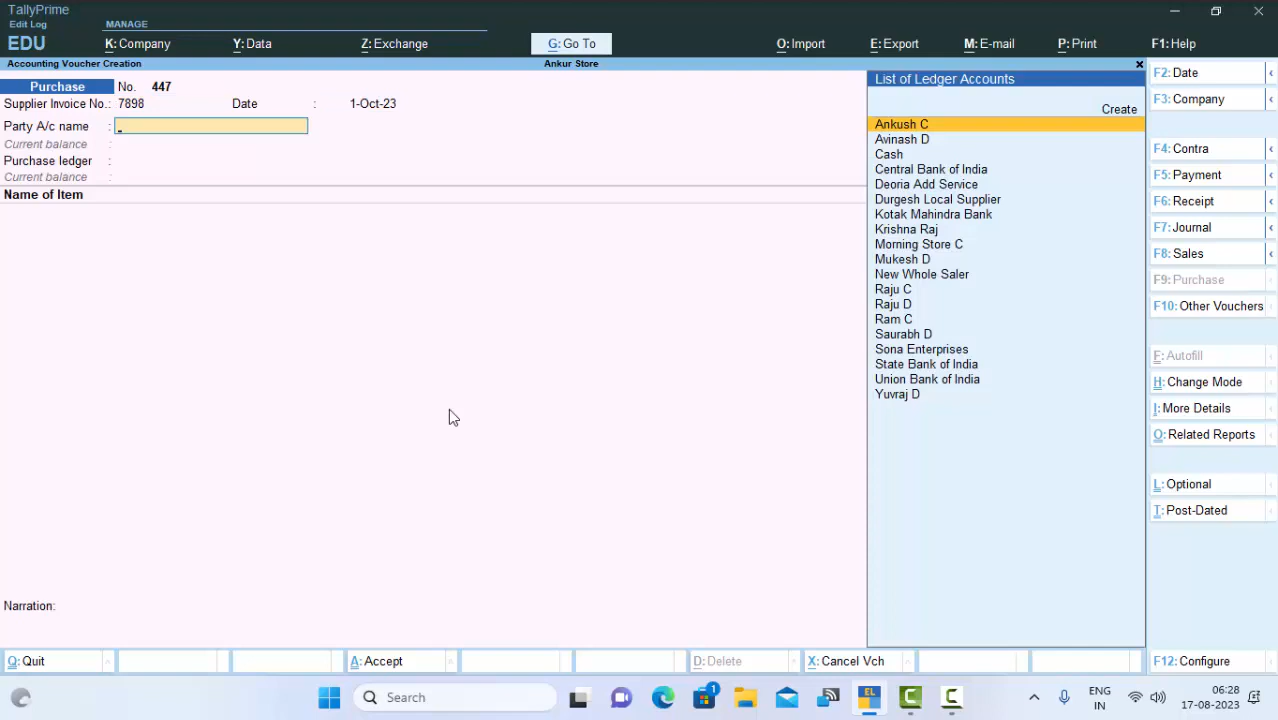 TallyPrime
Edit Log
EDU
MANAGE
K: Company
Y: Data
Z: Exchange
G: Go To
O: Import
E: Export
M: E-mail
P: Print
F1: Help
Accounting Voucher Creation
Ankur Store
Purchase No. 447
Supplier Invoice No.: 7898 Date : 1-Oct-23
Party A/c name :
Current balance :
Purchase ledger :
Current balance :
Name of Item
Narration:
List of Ledger Accounts
Create
Ankush C
Avinash D
Cash
Central Bank of India
Deoria Add Service
Durgesh Local Supplier
Kotak Mahindra Bank
Krishna Raj
Morning Store C
Mukesh D
New Whole Saler
Raju C
Raju D
Ram C
Saurabh D
Sona Enterprises
State Bank of India
Union Bank of India
Yuvraj D
F2: Date
F3: Company
F4: Contra
F5: Payment
F6: Receipt
F7: Journal
F8: Sales
F9: Purchase
F10: Other Vouchers
F: Autofill
H: Change Mode
I: More Details
O: Related Reports
L: Optional
T: Post-Dated
F12: Configure
Q: Quit
A: Accept
D: Delete
X: Cancel Vch
Search
1
EL
C
C
ENG
IN
06:28
17-08-2023